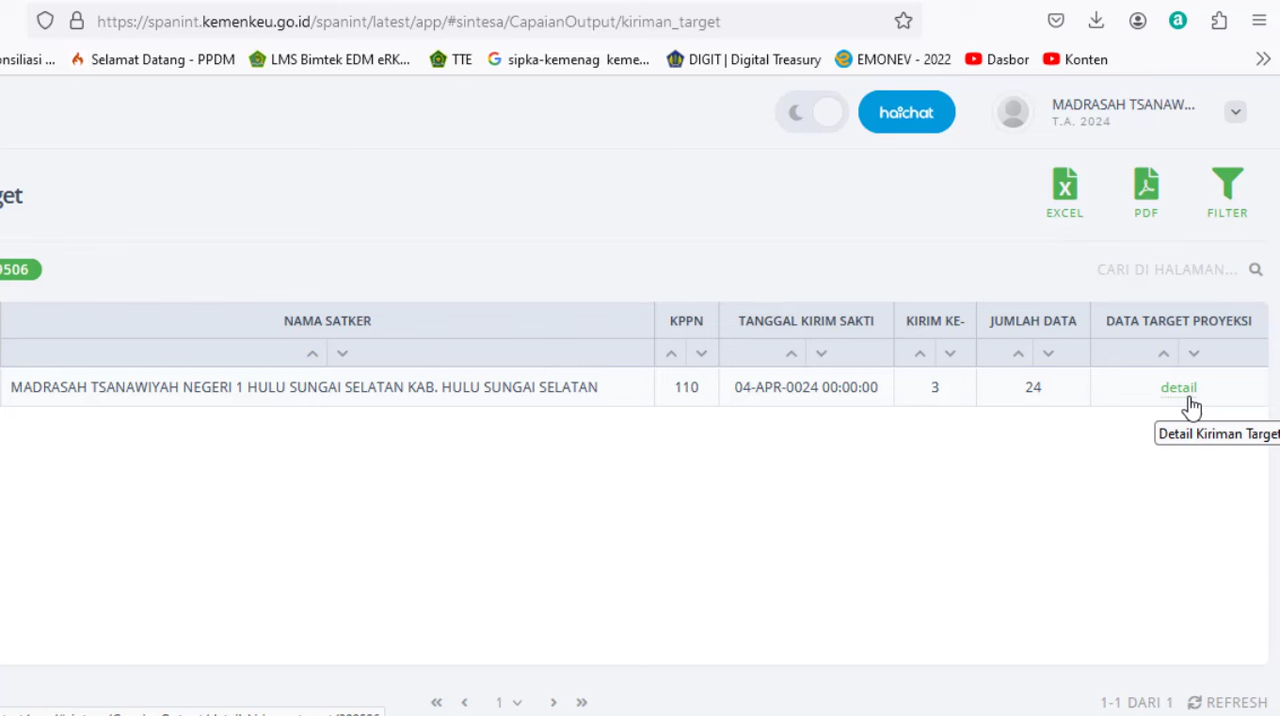 https://spanint.kemenkeu.go.id/spanint/latest/app/#sintesa/CapaianOutput/kiriman_target
nsiliasi ... Selamat Datang - PPDM LMS Bimtek EDM eRK... TTE sipka-kemenag keme... DIGIT | Digital Treasury EMONEV - 2022 Dasbor Konten
haichat
MADRASAH TSANAW...
T.A. 2024
get
EXCEL PDF FILTER
9506
CARI DI HALAMAN...
NAMA SATKER KPPN TANGGAL KIRIM SAKTI KIRIM KE- JUMLAH DATA DATA TARGET PROYEKSI
MADRASAH TSANAWIYAH NEGERI 1 HULU SUNGAI SELATAN KAB. HULU SUNGAI SELATAN 110 04-APR-0024 00:00:00 3 24 detail
Detail Kiriman Target
1 1-1 DARI 1 REFRESH